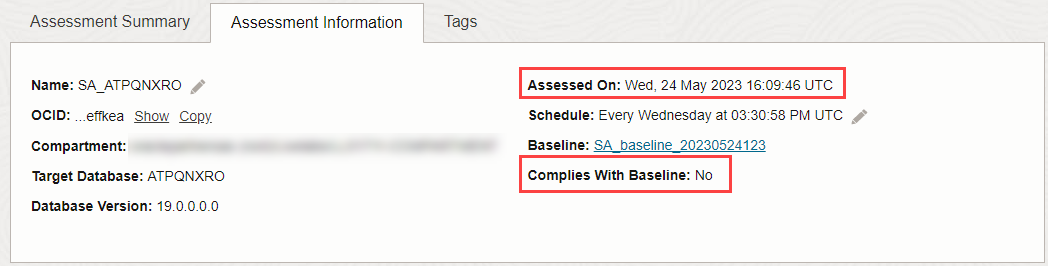 Assessment Summary
Assessment Information
Tags
Name: SA_ATPQNXRO
OCID: ...effkea Show Copy
Compartment:
Target Database: ATPQNXRO
Database Version: 19.0.0.0.0
Assessed On: Wed, 24 May 2023 16:09:46 UTC
Schedule: Every Wednesday at 03:30:58 PM UTC
Baseline: SA_baseline_20230524123
Complies With Baseline: No